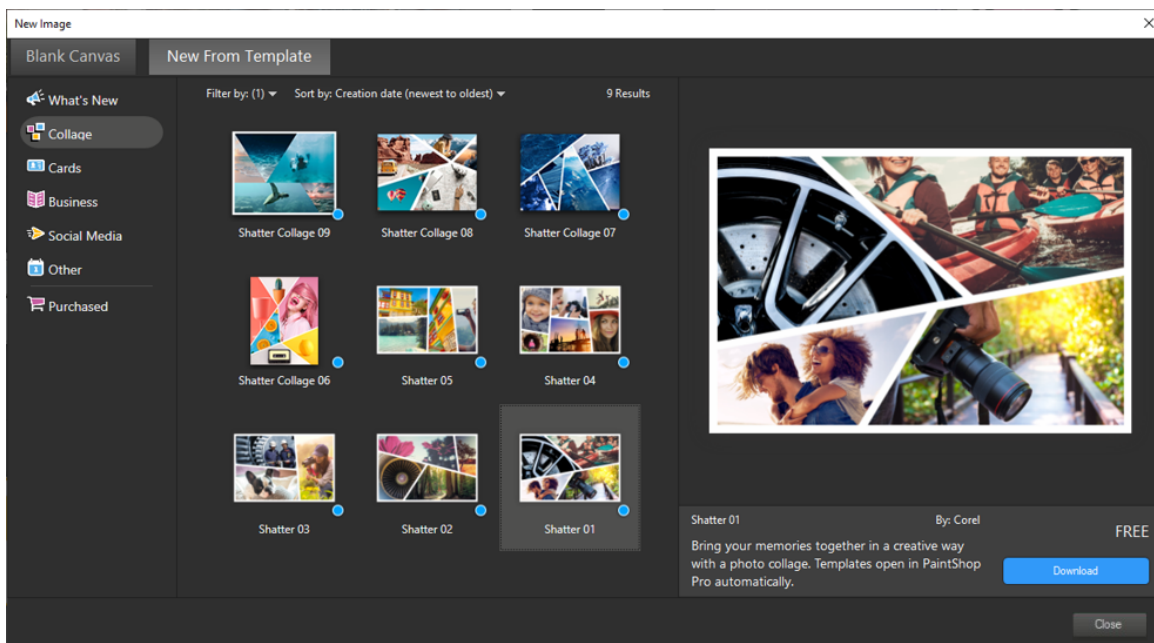 New Image
Blank Canvas
New From Template
What's New
Collage
Cards
Business
Social Media
Other
Purchased
Filter by: (1)
Sort by: Creation date (newest to oldest)
9 Results
Shatter Collage 09
Shatter Collage 08
Shatter Collage 07
Shatter Collage 06
Shatter 05
Shatter 04
Shatter 03
Shatter 02
Shatter 01
Shatter 01
By: Corel
FREE
Bring your memories together in a creative way
with a photo collage. Templates open in PaintShop
Pro automatically.
Download
Close